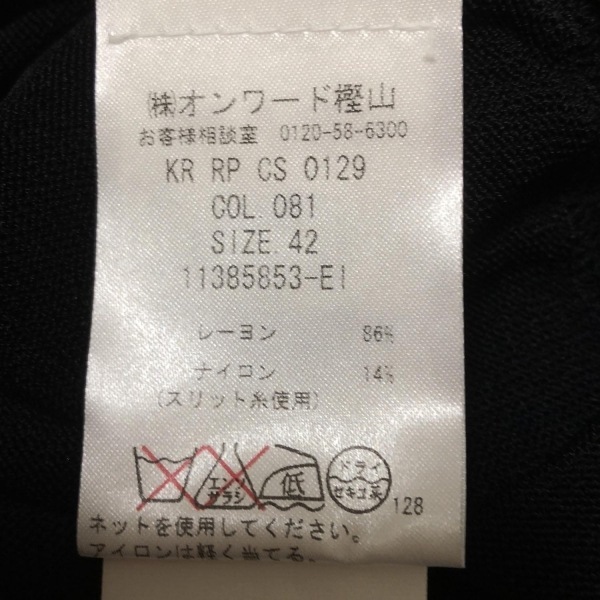 ㈱オンワード樫山
お客様相談室 0120-58-6300
KR RP CS 0129
COL.081
SIZE.42
11385853-EI
レーヨン 86%
ナイロン 14%
(スリット糸使用)
エンソ サラシ 低 ドライ セキユ系 128
ネットを使用してください。
アイロンは軽く当てる。